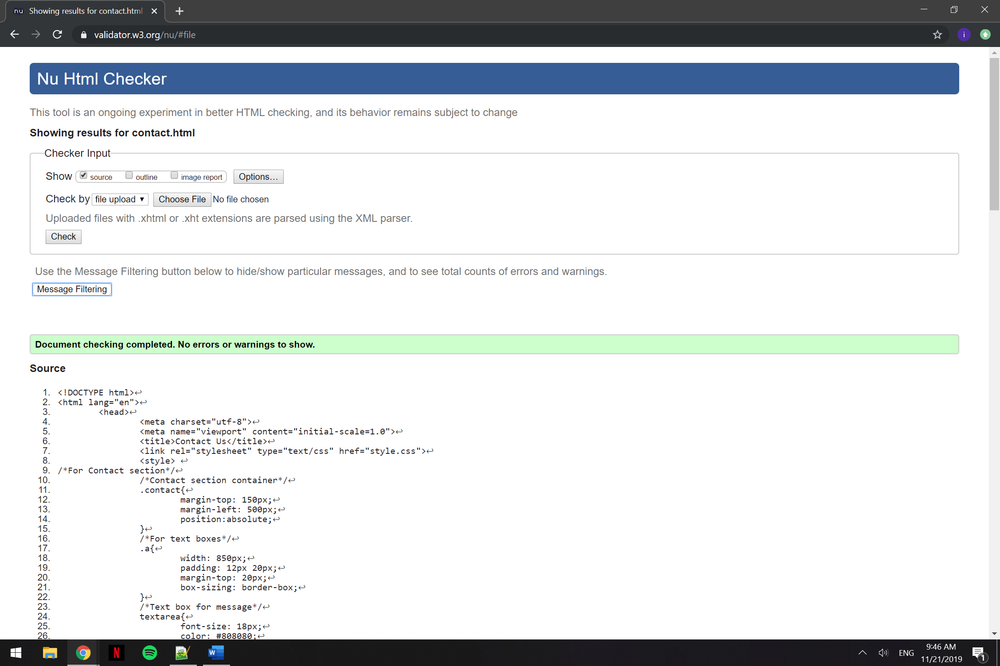 nu Showing results for contact.html
validator.w3.org/nu/#file
i
Nu Html Checker
This tool is an ongoing experiment in better HTML checking, and its behavior remains subject to change
Showing results for contact.html
Checker Input
Show source outline image report Options...
Check by file upload Choose File No file chosen
Uploaded files with .xhtml or .xht extensions are parsed using the XML parser.
Check
Use the Message Filtering button below to hide/show particular messages, and to see total counts of errors and warnings.
Message Filtering
Document checking completed. No errors or warnings to show.
Source
1. <!DOCTYPE html>↩
2. <html lang="en">↩
3. <head>↩
4. <meta charset="utf-8">↩
5. <meta name="viewport" content="initial-scale=1.0">↩
6. <title>Contact Us</title>↩
7. <link rel="stylesheet" type="text/css" href="style.css">↩
8. <style> ↩
9. /*For Contact section*/↩
10. /*Contact section container*/↩
11. .contact{↩
12. margin-top: 150px;↩
13. margin-left: 500px;↩
14. position:absolute;↩
15. }↩
16. /*For text boxes*/↩
17. .a{↩
18. width: 850px;↩
19. padding: 12px 20px;↩
20. margin-top: 20px;↩
21. box-sizing: border-box;↩
22. }↩
23. /*Text box for message*/↩
24. textarea{↩
25. font-size: 18px;↩
26. color: #808080;↩
N W ENG 9:46 AM
11/21/2019 1